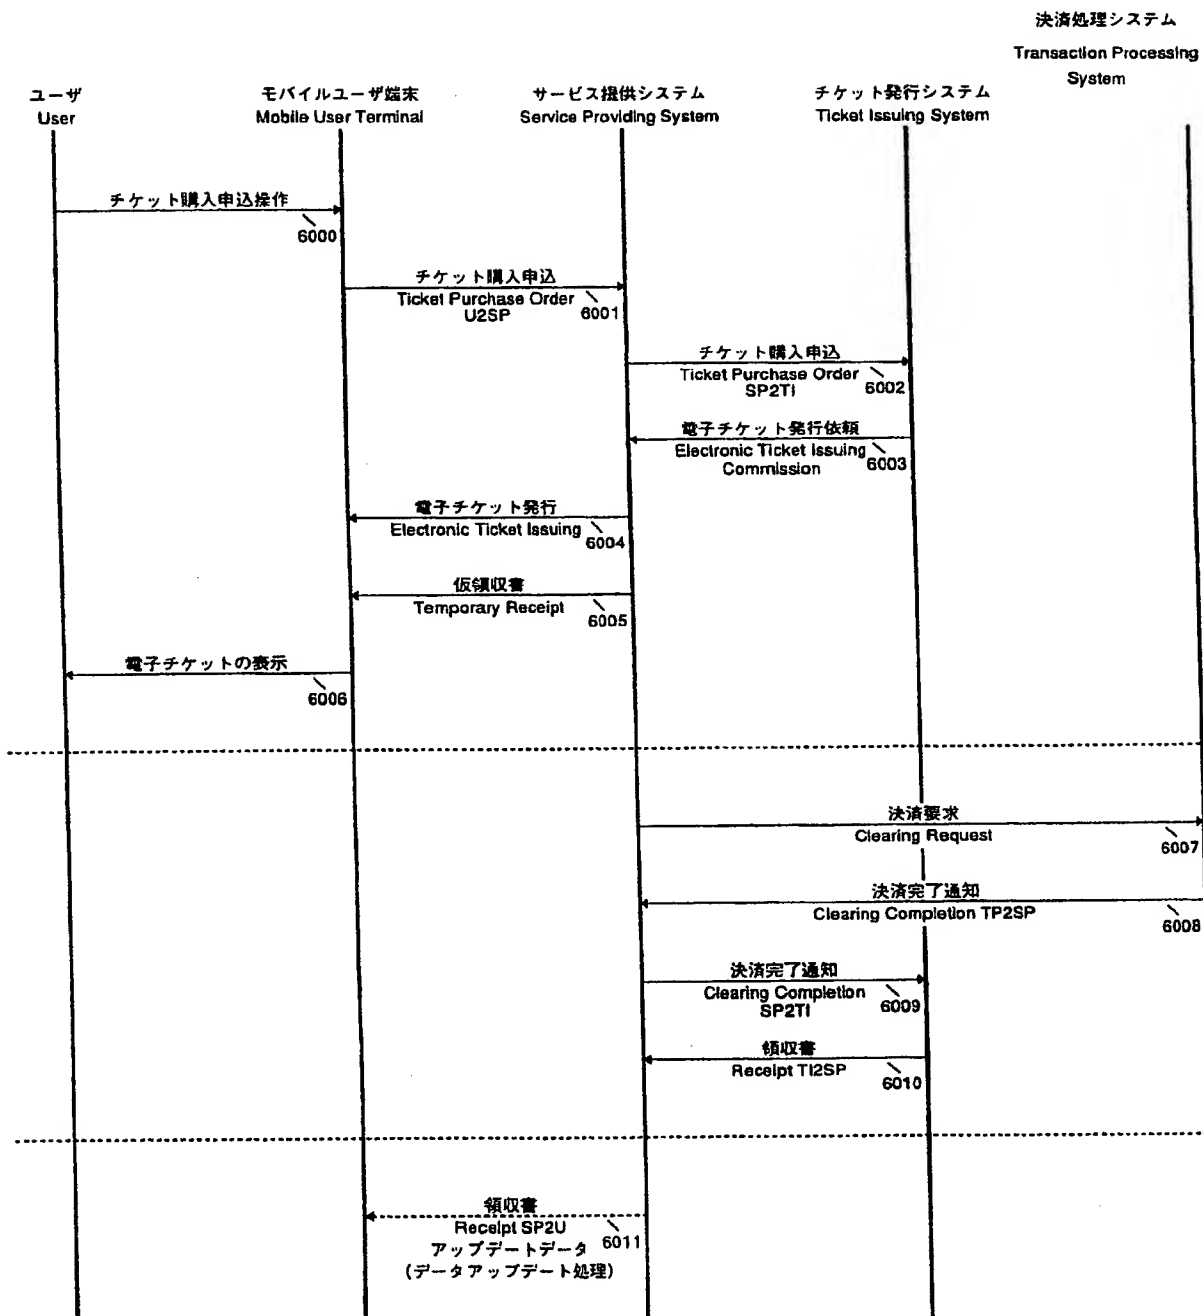 決済処理システム
Transaction Processing
System
ユーザ
User
モバイルユーザ端末
Mobile User Terminal
サービス提供システム
Service Providing System
チケット発行システム
Ticket Issuing System
チケット購入申込操作
6000
チケット購入申込
Ticket Purchase Order
U2SP
6001
チケット購入申込
Ticket Purchase Order
SP2TI
6002
電子チケット発行依頼
Electronic Ticket Issuing
Commission
6003
電子チケット発行
Electronic Ticket Issuing
6004
仮領収書
Temporary Receipt
6005
電子チケットの表示
6006
決済要求
Clearing Request
6007
決済完了通知
Clearing Completion TP2SP
6008
決済完了通知
Clearing Completion
SP2TI
6009
領収書
Receipt TI2SP
6010
領収書
Receipt SP2U
6011
アップデートデータ
(データアップデート処理)